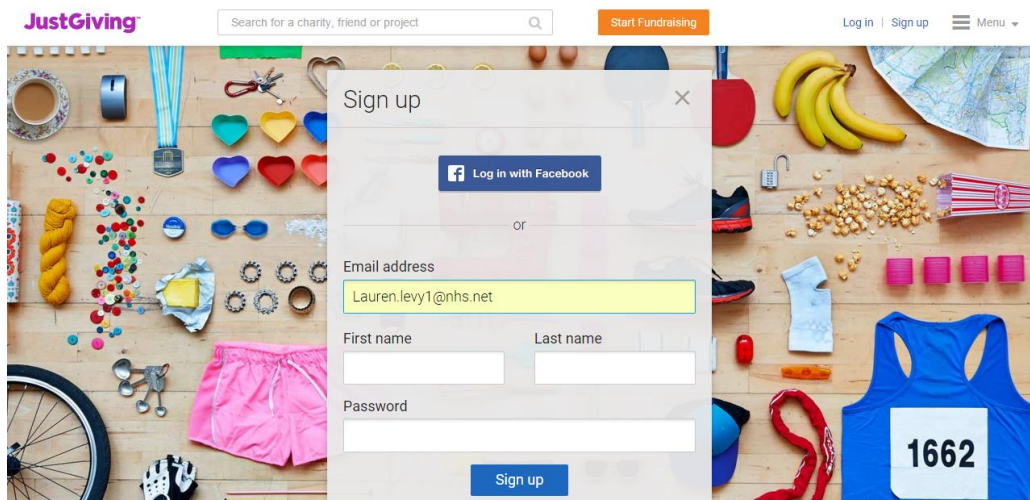 JustGiving
Search for a charity, friend or project
Start Fundraising
Log in | Sign up
Menu
Sign up
Log in with Facebook
or
Email address
Lauren.levy1@nhs.net
First name Last name
Password
Sign up
1662